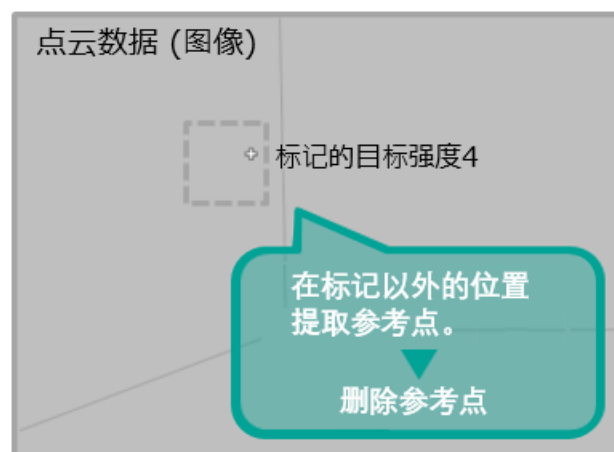 点云数据 (图像)
标记的目标强度4
在标记以外的位置
提取参考点。
删除参考点